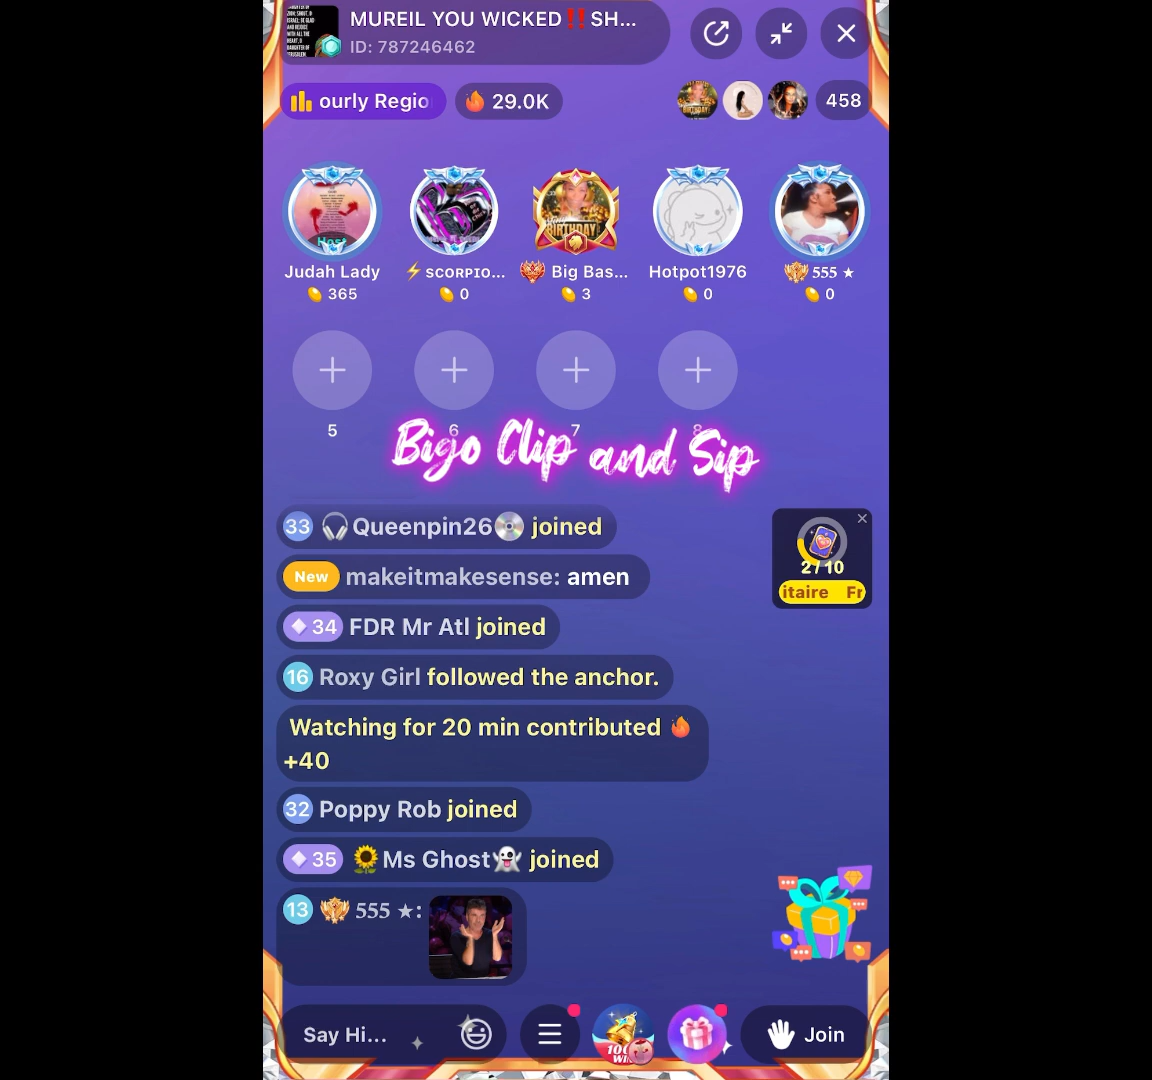 MUREIL YOU WICKED‼️SH...
ID: 787246462
ourly Regio
29.0K
458
Host
BIRTHDAY
Judah Lady
⚡ SCORPIO...
Big Bas...
Hotpot1976
555 ★
365
0
3
0
0
5
6
7
8
Bigo Clip and Sip
33 🎧Queenpin26💿 joined
New makeitmakesense: amen
2/10
itaire Fr
34 FDR Mr Atl joined
16 Roxy Girl followed the anchor.
Watching for 20 min contributed 🔥
+40
32 Poppy Rob joined
35 🌻Ms Ghost👻 joined
13 555 ★:
Say Hi...
Join